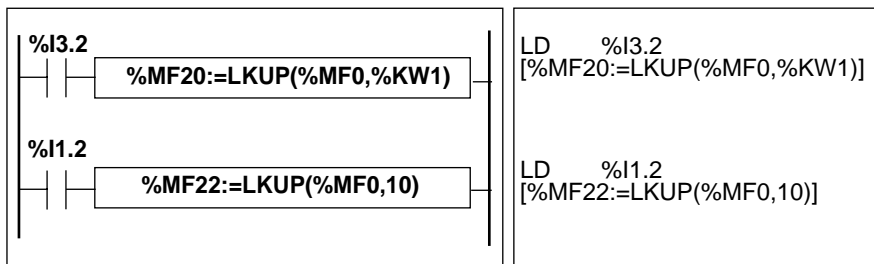 %I3.2
%MF20:=LKUP(%MF0,%KW1)
%I1.2
%MF22:=LKUP(%MF0,10)
LD %I3.2
[%MF20:=LKUP(%MF0,%KW1)]
LD %I1.2
[%MF22:=LKUP(%MF0,10)]